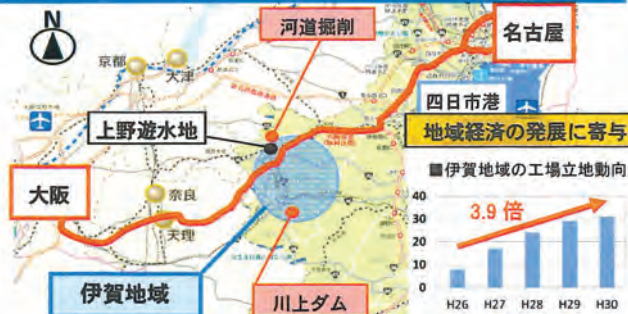 N
河道掘削
名古屋
京都
大津
四日市港
上野遊水地
地域経済の発展に寄与
■伊賀地域の工場立地動向
大阪
奈良
天理
3.9 倍
40
30
20
10
0
H26 H27 H28 H29 H30
伊賀地域
川上ダム